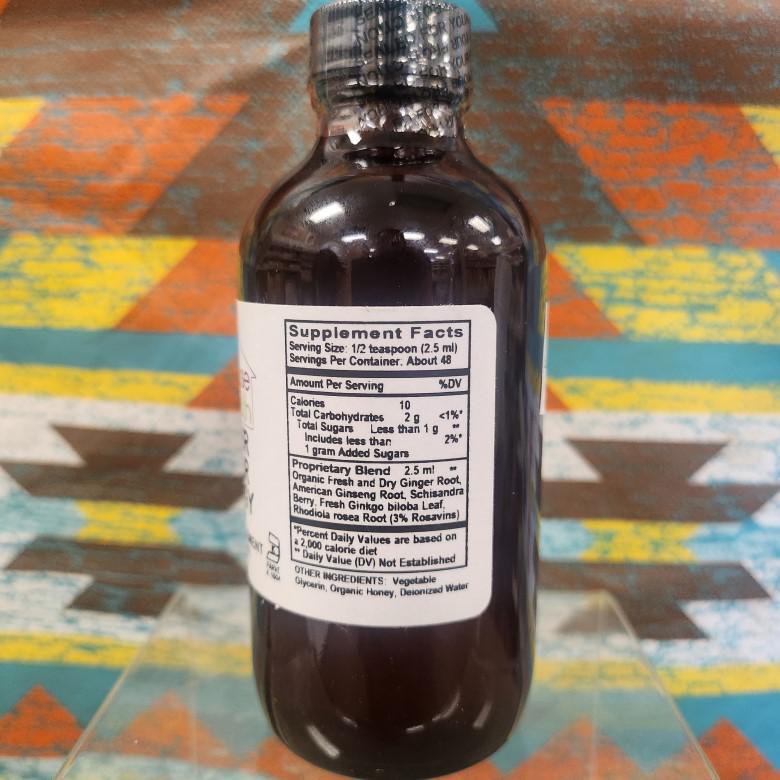 Supplement Facts
Serving Size: 1/2 teaspoon (2.5 ml)
Servings Per Container. About 48
Amount Per Serving %DV
Calories 10
Total Carbohydrates 2 g <1%*
Total Sugars Less than 1 g **
Includes less than 2%*
1 gram Added Sugars
Proprietary Blend 2.5 ml **
Organic Fresh and Dry Ginger Root,
American Ginseng Root, Schisandra
Berry, Fresh Ginkgo biloba Leaf,
Rhodiola rosea Root (3% Rosavins)
*Percent Daily Values are based on
a 2,000 calorie diet
** Daily Value (DV) Not Established
OTHER INGREDIENTS: Vegetable
Glycerin, Organic Honey, Deionized Water